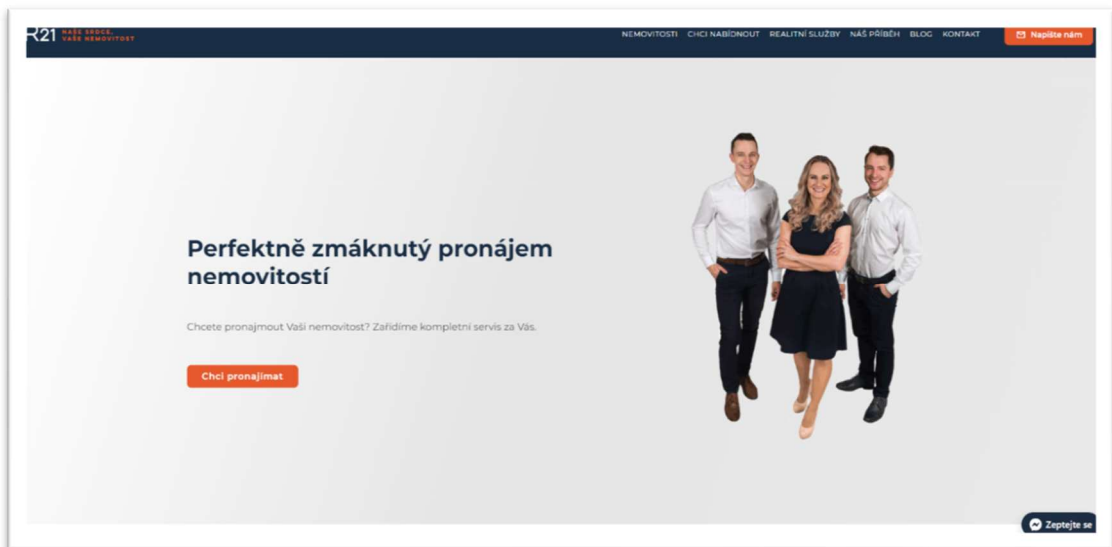 R21 NAŠE SRDCE,
VAŠE NEMOVITOST
NEMOVITOSTI CHCI NABÍDNOUT REALITNÍ SLUŽBY NÁŠ PŘÍBĚH BLOG KONTAKT
Napište nám
Perfektně zmáknutý pronájem
nemovitostí
Chcete pronajmout Vaši nemovitost? Zařídíme kompletní servis za Vás.
Chci pronajímat
Zeptejte se